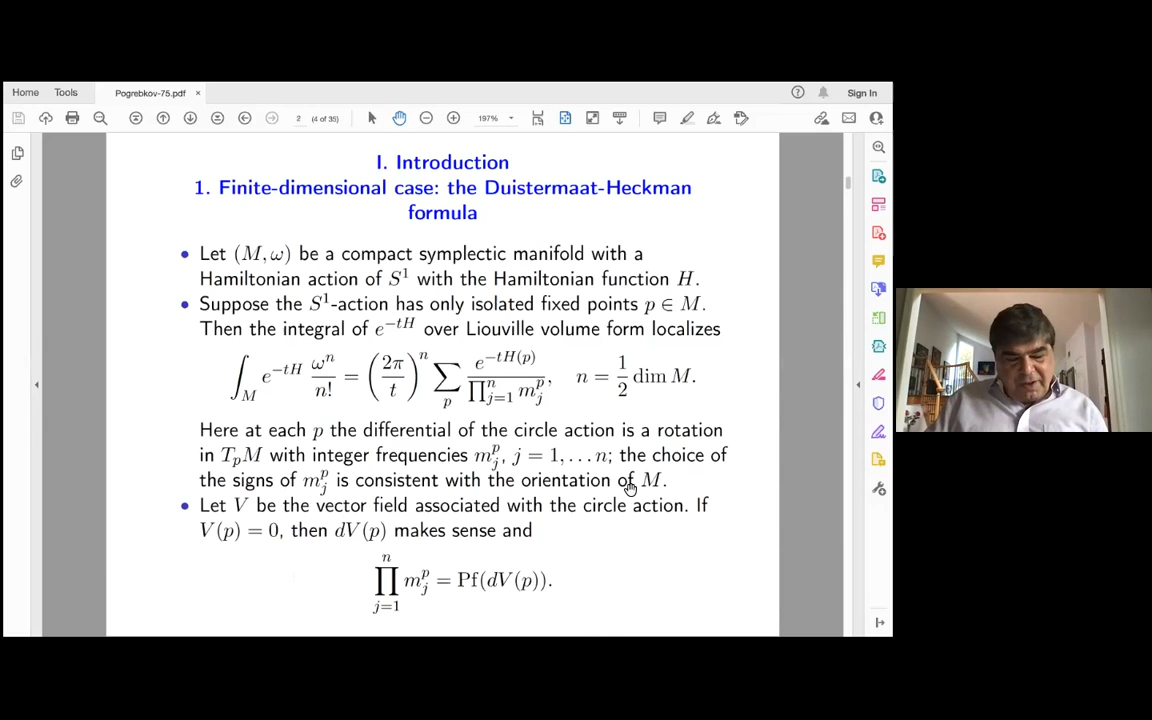 Home Tools Pogrebkov-75.pdf × Sign In
2 (4 of 35) 197%
I. Introduction
1. Finite-dimensional case: the Duistermaat-Heckman
formula
• Let (M, ω) be a compact symplectic manifold with a
Hamiltonian action of S¹ with the Hamiltonian function H.
• Suppose the S¹-action has only isolated fixed points p ∈ M.
Then the integral of e^{−tH} over Liouville volume form localizes
∫_M e^{−tH} ω^n/n! = (2π/t)^n ∑_p e^{−tH(p)}/∏_{j=1}^n m_j^p, n = 1/2 dim M.
Here at each p the differential of the circle action is a rotation
in T_pM with integer frequencies m_j^p, j = 1, . . . n; the choice of
the signs of m_j^p is consistent with the orientation of M.
• Let V be the vector field associated with the circle action. If
V(p) = 0, then dV(p) makes sense and
∏_{j=1}^n m_j^p = Pf(dV(p)).